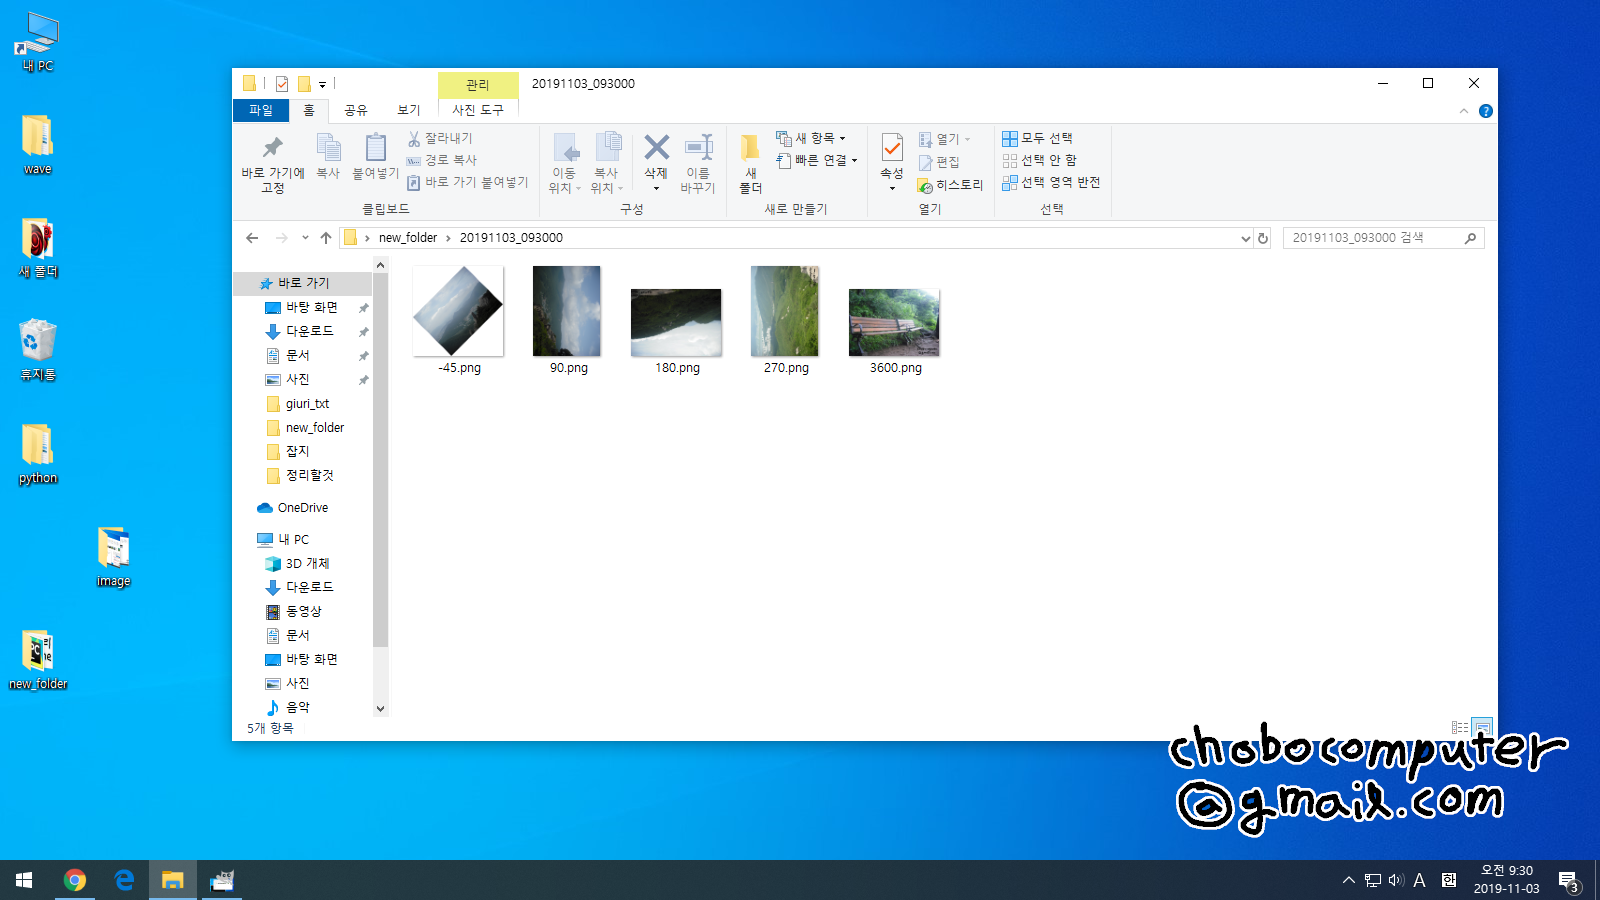 내 PC
wave
새 폴더
휴지통
python
image
new_folder
관리
20191103_093000
파일
홈
공유
보기
사진 도구
바로 가기에
고정
복사
붙여넣기
잘라내기
경로 복사
바로 가기 붙여넣기
클립보드
이동
위치
복사
위치
삭제
이름
바꾸기
구성
새
폴더
새 항목
빠른 연결
새로 만들기
속성
열기
편집
히스토리
열기
모두 선택
선택 안 함
선택 영역 반전
선택
new_folder
20191103_093000
20191103_093000 검색
바로 가기
바탕 화면
다운로드
문서
사진
giuri_txt
new_folder
잡지
정리할것
OneDrive
내 PC
3D 개체
다운로드
동영상
문서
바탕 화면
사진
음악
-45.png
90.png
180.png
270.png
3600.png
5개 항목
chobocomputer
@gmail.com
A
한
오전 9:30
2019-11-03
3